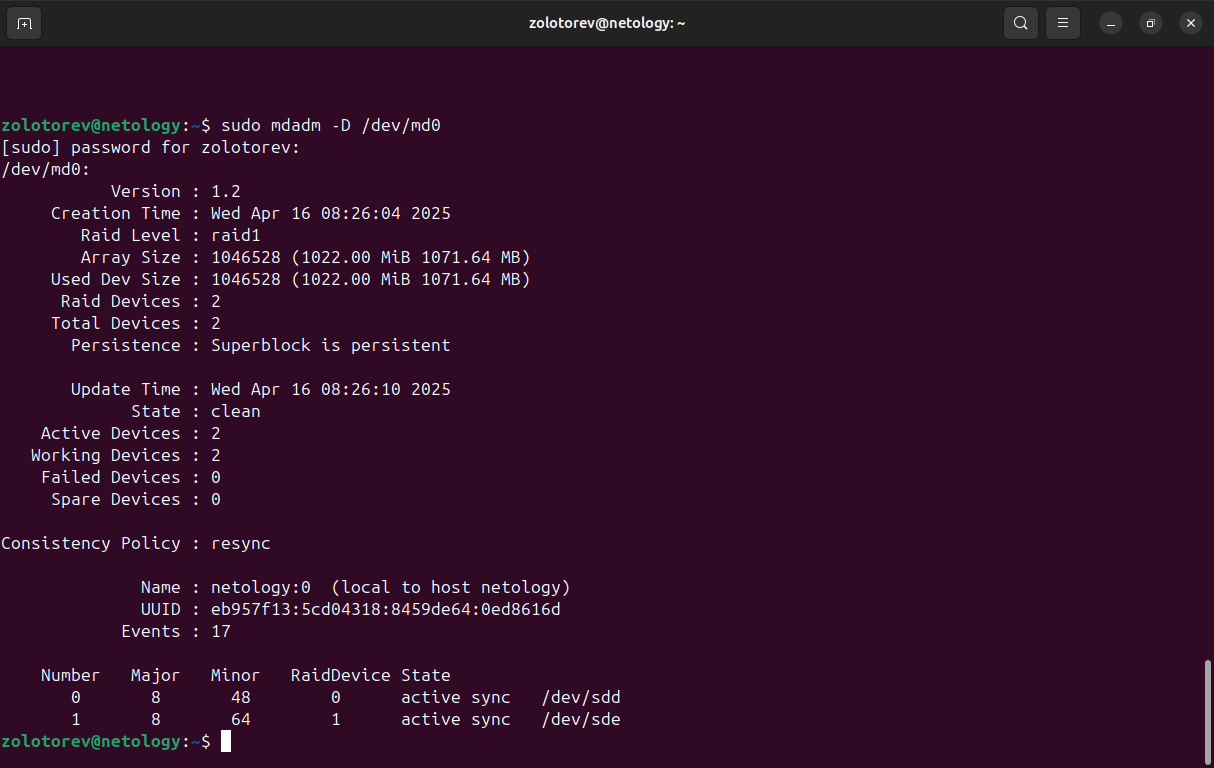 zolotorev@netology: ~
zolotorev@netology:~$ sudo mdadm -D /dev/md0
[sudo] password for zolotorev:
/dev/md0:
           Version : 1.2
     Creation Time : Wed Apr 16 08:26:04 2025
        Raid Level : raid1
        Array Size : 1046528 (1022.00 MiB 1071.64 MB)
     Used Dev Size : 1046528 (1022.00 MiB 1071.64 MB)
      Raid Devices : 2
     Total Devices : 2
       Persistence : Superblock is persistent

       Update Time : Wed Apr 16 08:26:10 2025
             State : clean
    Active Devices : 2
   Working Devices : 2
    Failed Devices : 0
     Spare Devices : 0

Consistency Policy : resync

              Name : netology:0  (local to host netology)
              UUID : eb957f13:5cd04318:8459de64:0ed8616d
            Events : 17

    Number   Major   Minor   RaidDevice State
       0       8       48        0      active sync   /dev/sdd
       1       8       64        1      active sync   /dev/sde
zolotorev@netology:~$